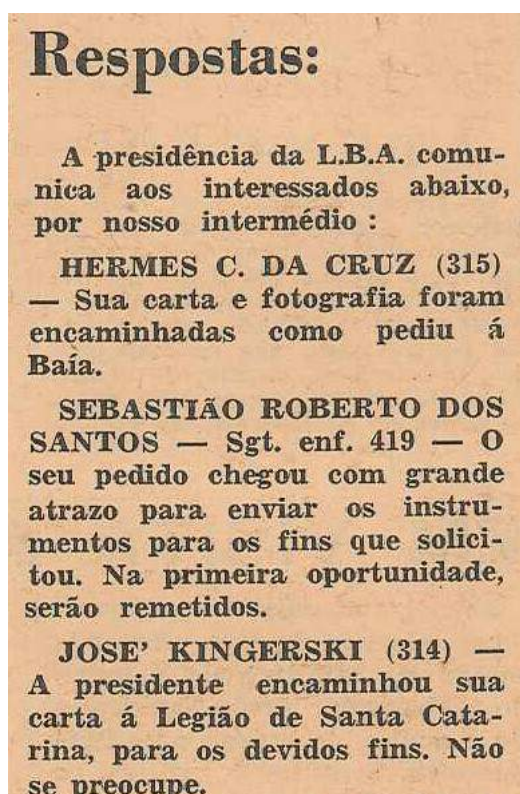 Respostas:
A presidência da L.B.A. comu-
nica aos interessados abaixo,
por nosso intermédio :
HERMES C. DA CRUZ (315)
— Sua carta e fotografia foram
encaminhadas como pediu á
Baía.
SEBASTIÃO ROBERTO DOS
SANTOS — Sgt. enf. 419 — O
seu pedido chegou com grande
atrazo para enviar os instru-
mentos para os fins que solici-
tou. Na primeira oportunidade,
serão remetidos.
JOSE' KINGERSKI (314) —
A presidente encaminhou sua
carta á Legião de Santa Cata-
rina, para os devidos fins. Não
se preocupe.